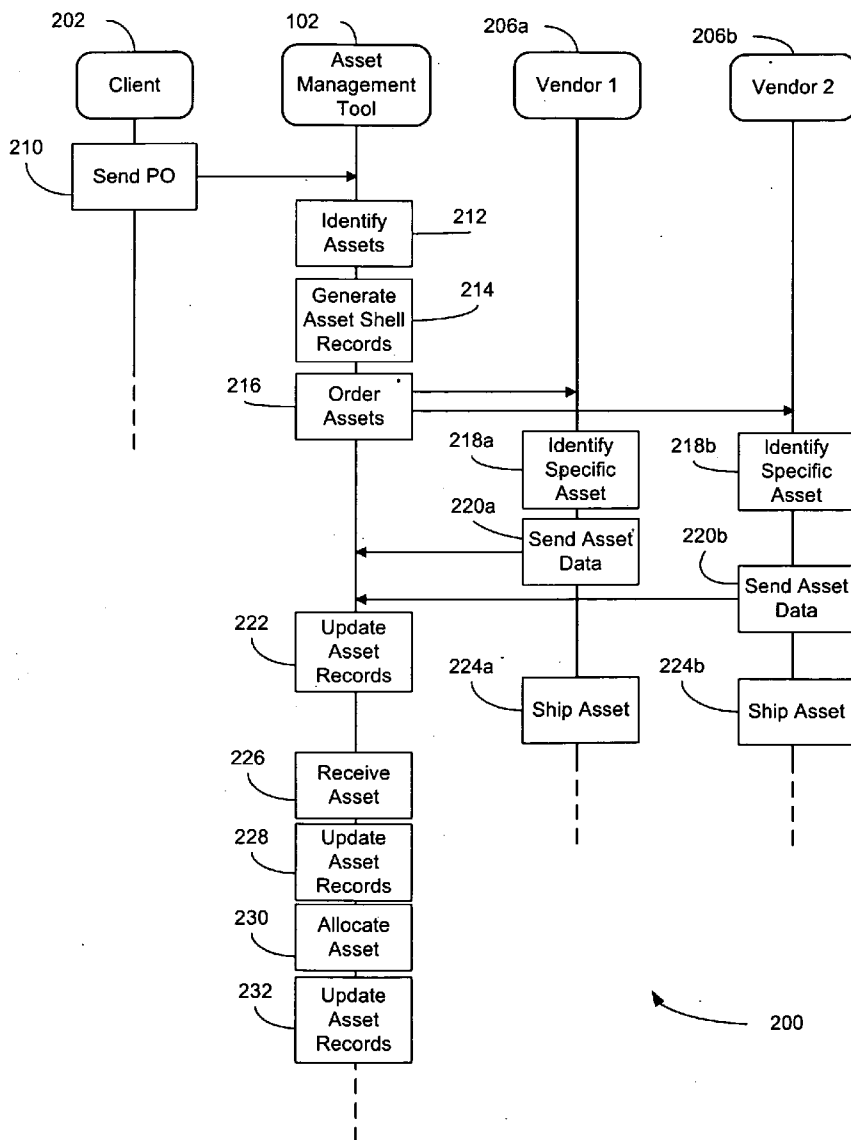 202
102
206a
206b
Client
Asset
Management
Tool
Vendor 1
Vendor 2
210
Send PO
Identify
Assets
212
Generate
Asset Shell
Records
214
216
Order
Assets
218a
Identify
Specific
Asset
218b
Identify
Specific
Asset
220a
Send Asset
Data
220b
Send Asset
Data
222
Update
Asset
Records
224a
Ship Asset
224b
Ship Asset
226
Receive
Asset
228
Update
Asset
Records
230
Allocate
Asset
232
Update
Asset
Records
200